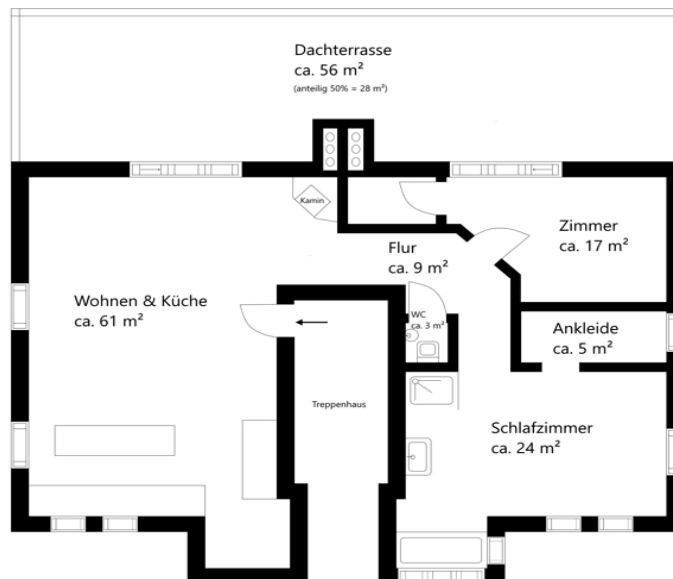 Dachterrasse
ca. 56 m²
(anteilig 50% = 28 m²)
Kamin
Zimmer
ca. 17 m²
Flur
ca. 9 m²
Wohnen & Küche
ca. 61 m²
WC
ca. 3 m²
Ankleide
ca. 5 m²
Treppenhaus
Schlafzimmer
ca. 24 m²